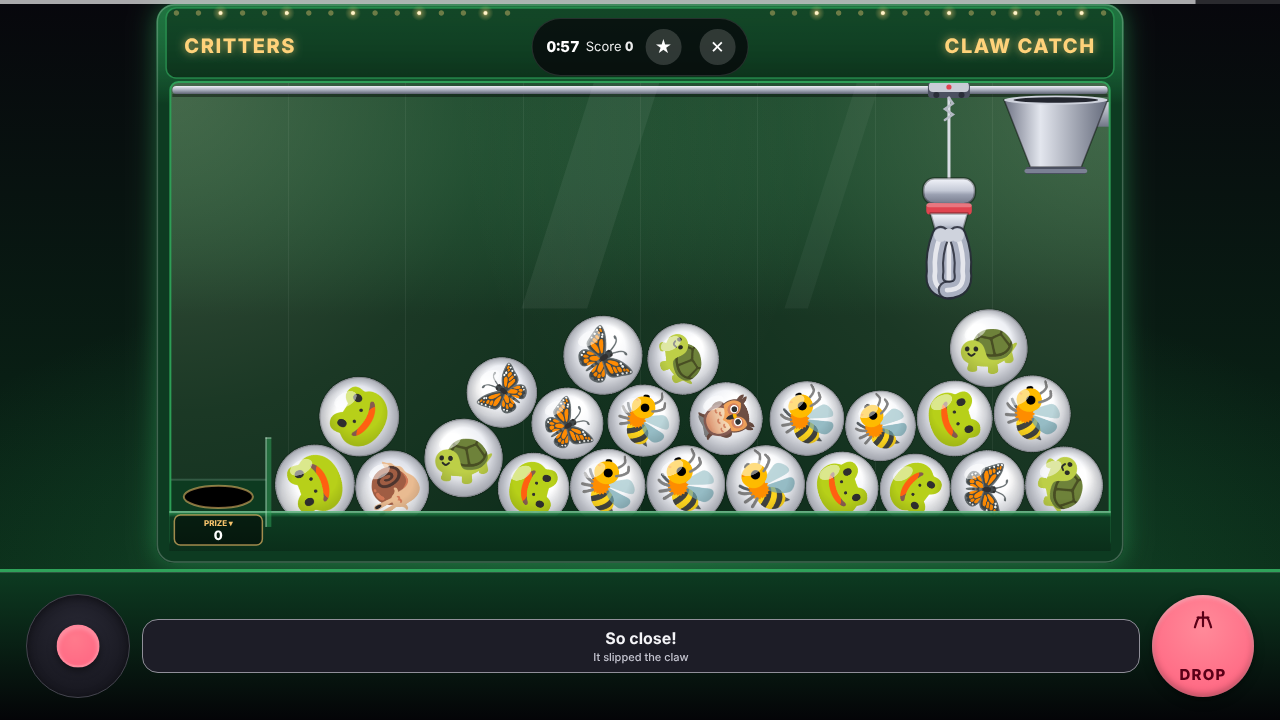 CRITTERS
0:57 Score 0 ★ ✕
CLAW CATCH
PRIZE ▾
0
So close!
It slipped the claw
DROP